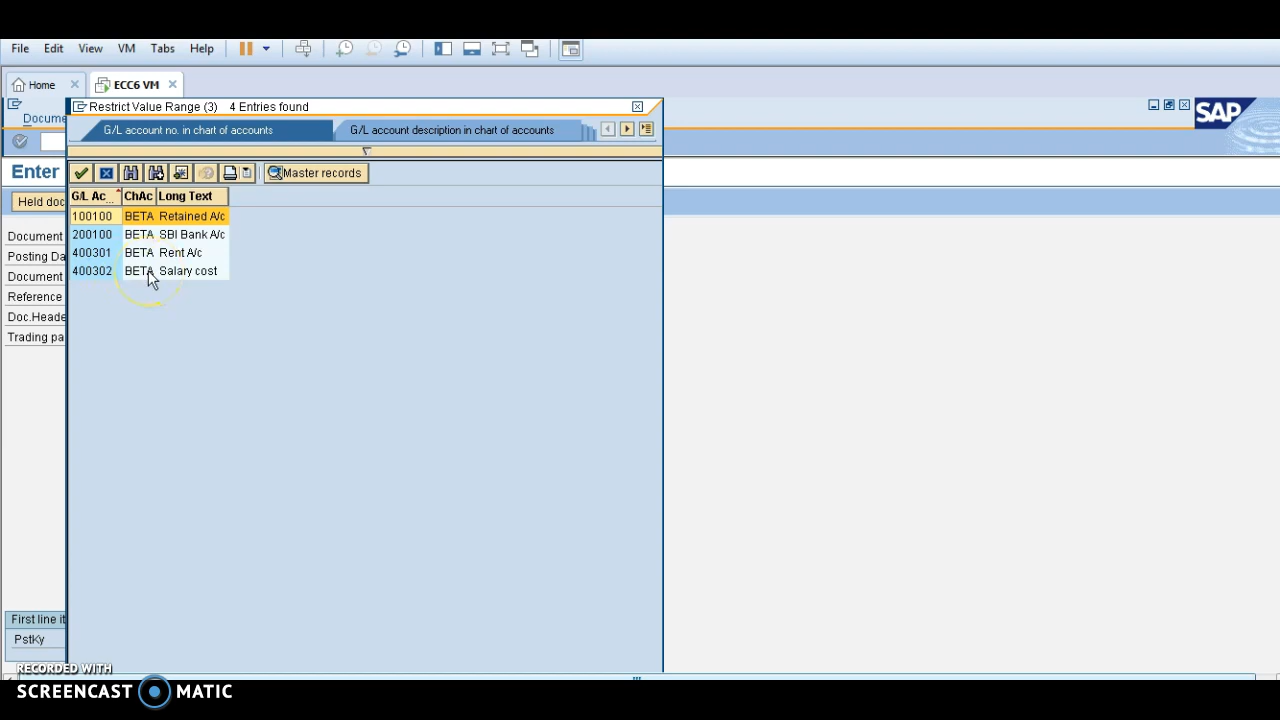 File Edit View VM Tabs Help
Home ECC6 VM
Restrict Value Range (3) 4 Entries found
Docume
SAP
G/L account no. in chart of accounts G/L account description in chart of accounts
Enter
Master records
Held doc
G/L Ac... ChAc Long Text
100100 BETA Retained A/c
200100 BETA SBI Bank A/c
400301 BETA Rent A/c
400302 BETA Salary cost
Document
Posting Da
Document
Reference
Doc.Heade
Trading pa
First line it
PstKy
RECORDED WITH
SCREENCAST MATIC